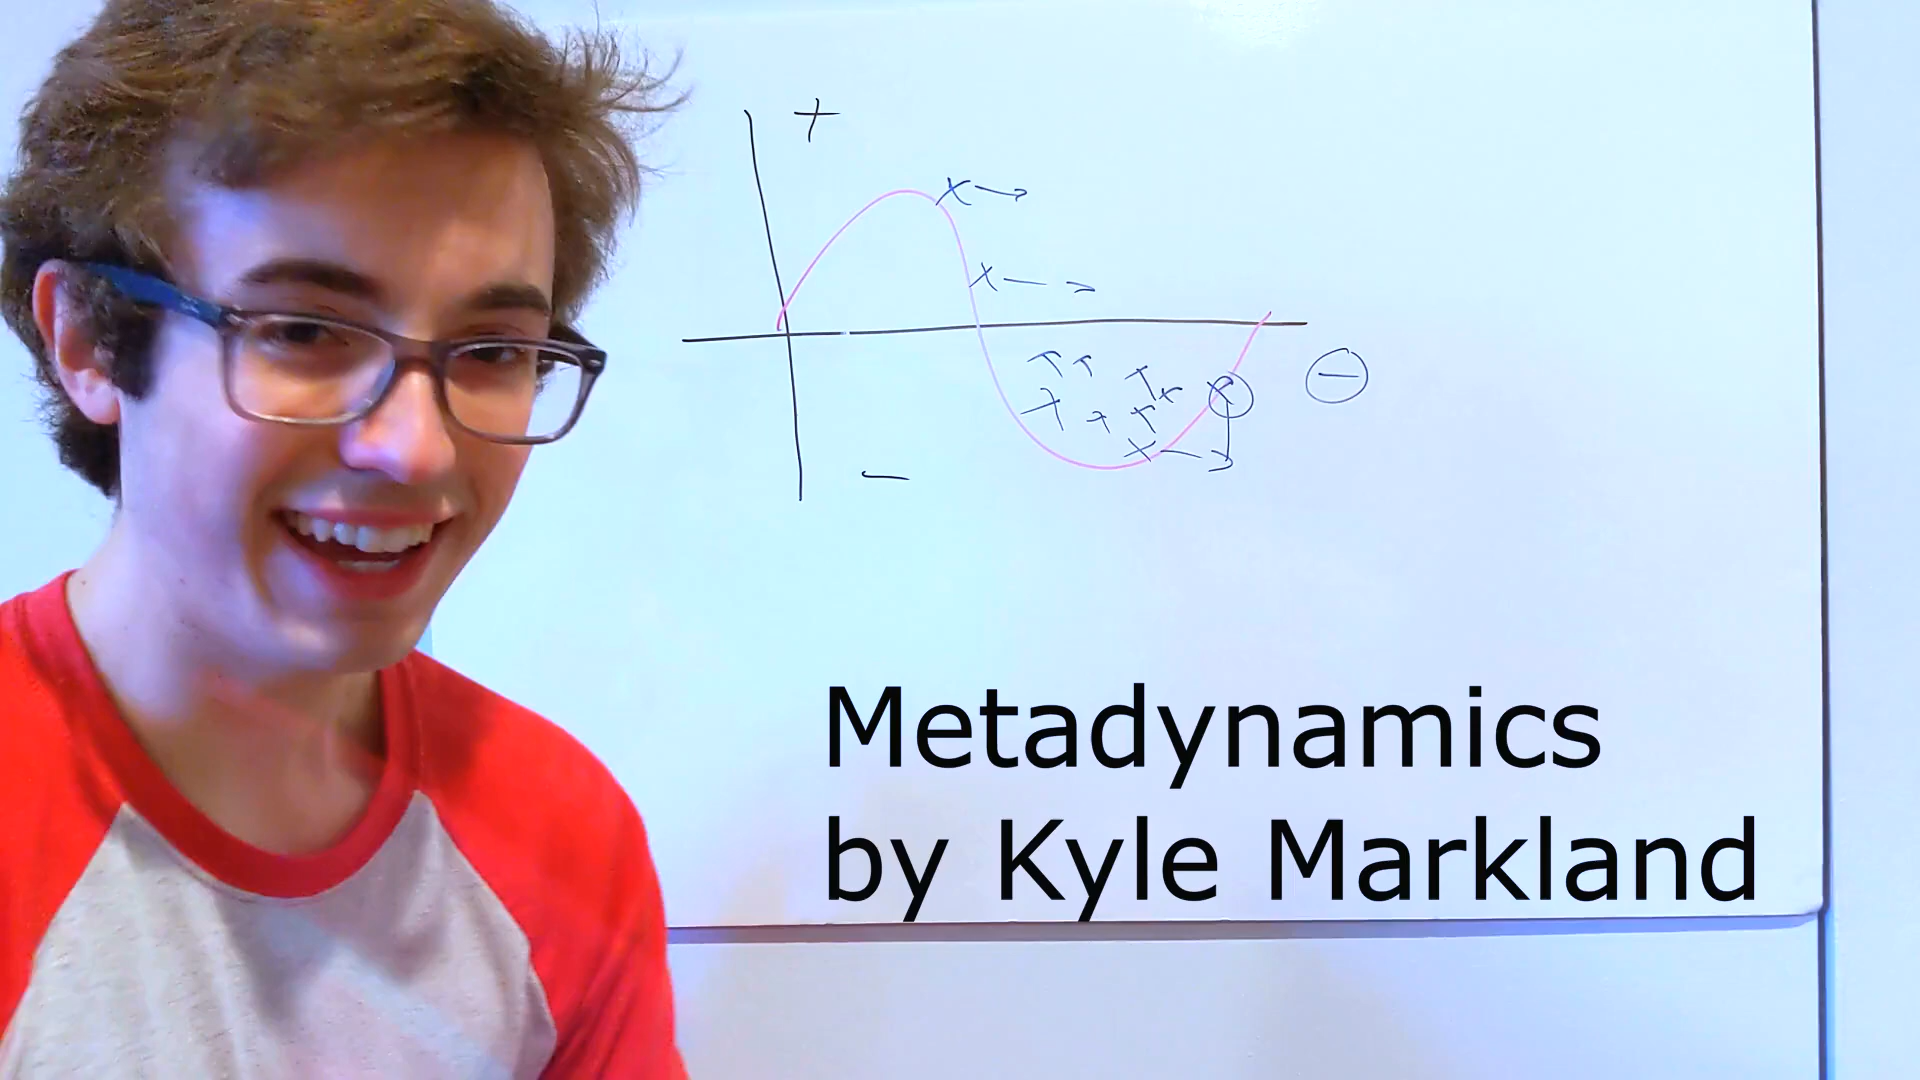 +
x →
x — >
—
x →
Metadynamics
by Kyle Markland